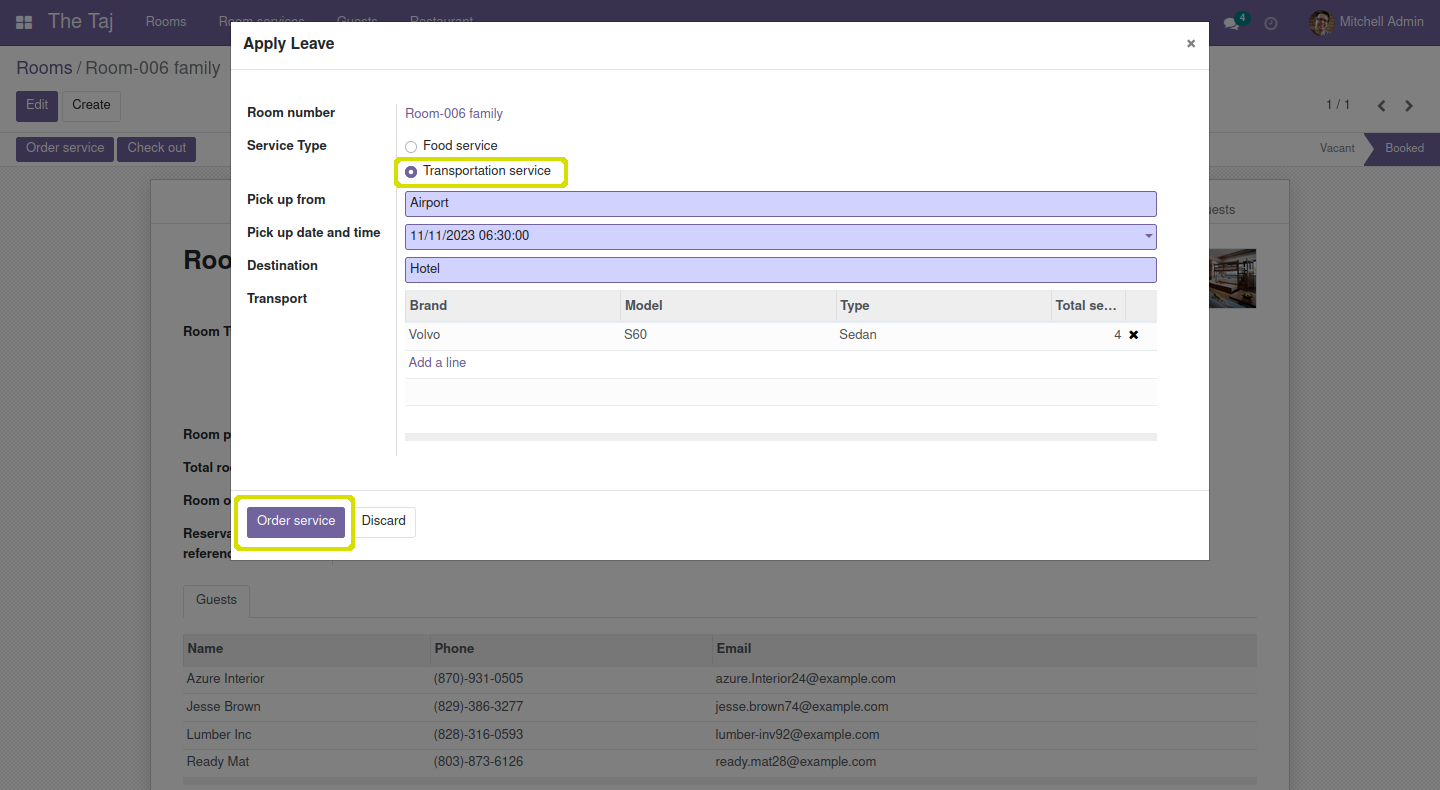 The Taj Rooms Room services Guests Restaurant 4 Mitchell Admin
Apply Leave ×
Rooms / Room-006 family
Edit Create 1 / 1
Order service Check out Vacant Booked
Room number Room-006 family
Service Type Food service
Transportation service
Pick up from Airport
Pick up date and time 11/11/2023 06:30:00
Destination Hotel
Transport Brand Model Type Total se...
Volvo S60 Sedan 4 ✖
Add a line
Roo
Room T
Room p
Total ro
Room o
Reserva
referenc
Order service Discard
Guests
Name Phone Email
Azure Interior (870)-931-0505 azure.Interior24@example.com
Jesse Brown (829)-386-3277 jesse.brown74@example.com
Lumber Inc (828)-316-0593 lumber-inv92@example.com
Ready Mat (803)-873-6126 ready.mat28@example.com